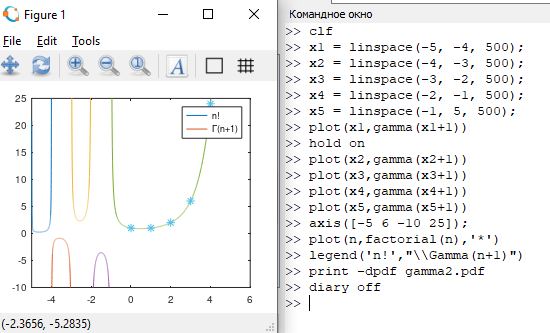 Figure 1
File Edit Tools
A
25
20
15
10
5
0
-5
-10
-4 -2 0 2 4 6
n!
Γ(n+1)
(-2.3656, -5.2835)
Командное окно
>> clf
>> x1 = linspace(-5, -4, 500);
>> x2 = linspace(-4, -3, 500);
>> x3 = linspace(-3, -2, 500);
>> x4 = linspace(-2, -1, 500);
>> x5 = linspace(-1, 5, 500);
>> plot(x1,gamma(x1+1))
>> hold on
>> plot(x2,gamma(x2+1))
>> plot(x3,gamma(x3+1))
>> plot(x4,gamma(x4+1))
>> plot(x5,gamma(x5+1))
>> axis([-5 6 -10 25]);
>> plot(n,factorial(n),'*')
>> legend('n!',"\\Gamma(n+1)")
>> print -dpdf gamma2.pdf
>> diary off
>>